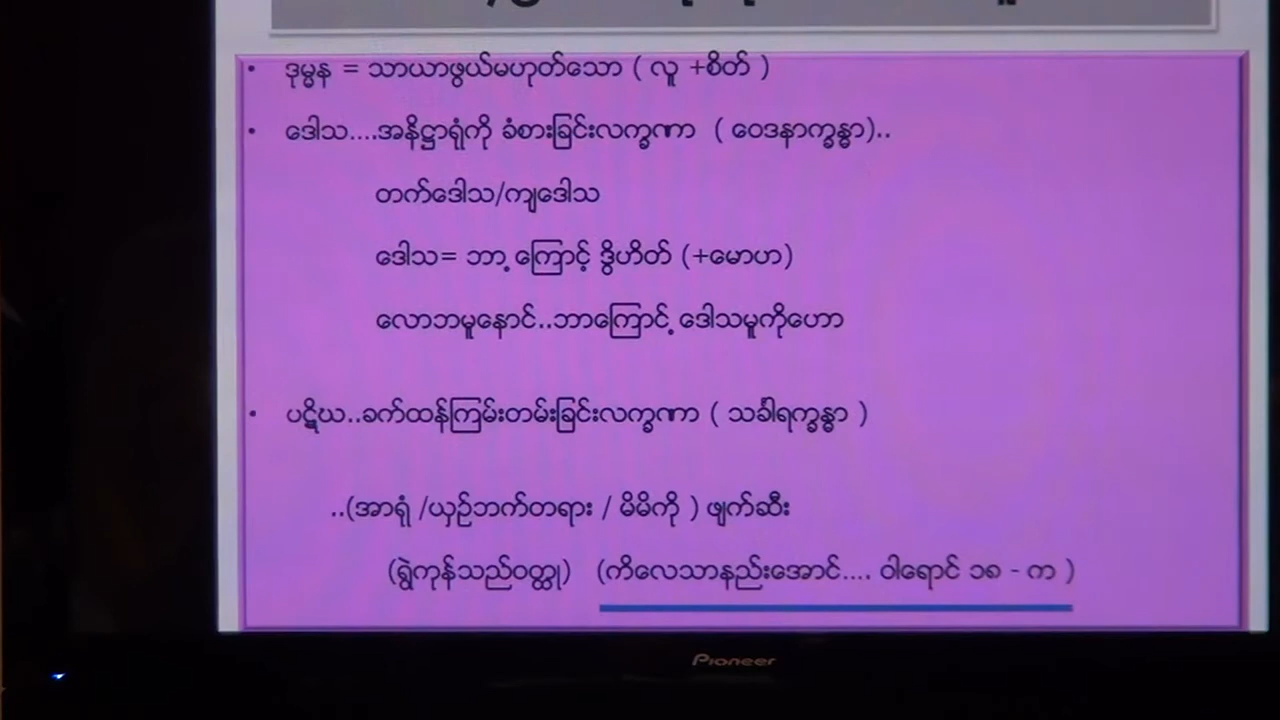 • ဒုမ္မန = သာယာဖွယ်မဟုတ်သော ( လူ +စိတ် )
• ဒေါသ....အနိဋ္ဌာရုံကို ခံစားခြင်းလက္ခဏာ ( ဝေဒနာက္ခန္ဓာ)..
တက်ဒေါသ/ကျဒေါသ
ဒေါသ= ဘာ့ ကြောင့် ဒွိဟိတ် (+မောဟ)
လောဘမူနောင်..ဘာကြောင့် ဒေါသမူကိုဟော
• ပဋိဃ..ခက်ထန်ကြမ်းတမ်းခြင်းလက္ခဏာ ( သင်္ခါရက္ခန္ဓာ )
..(အာရုံ /ယှဉ်ဘက်တရား / မိမိကို ) ဖျက်ဆီး
(ရွဲကုန်သည်ဝတ္ထု) (ကိလေသာနည်းအောင်.... ဝါရောင် ၁၈ - က )
Pioneer